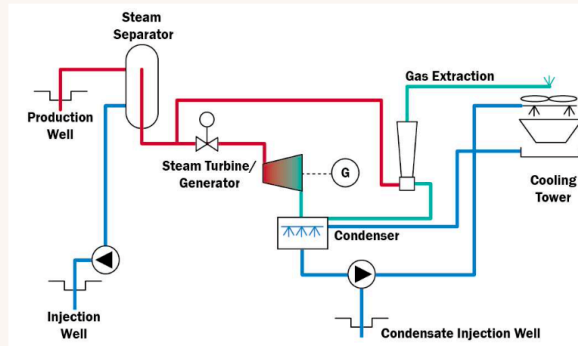 Steam
Separator
Gas Extraction
Production
Well
Steam Turbine/
Generator
G
Cooling
Tower
Condenser
Injection
Well
Condensate Injection Well